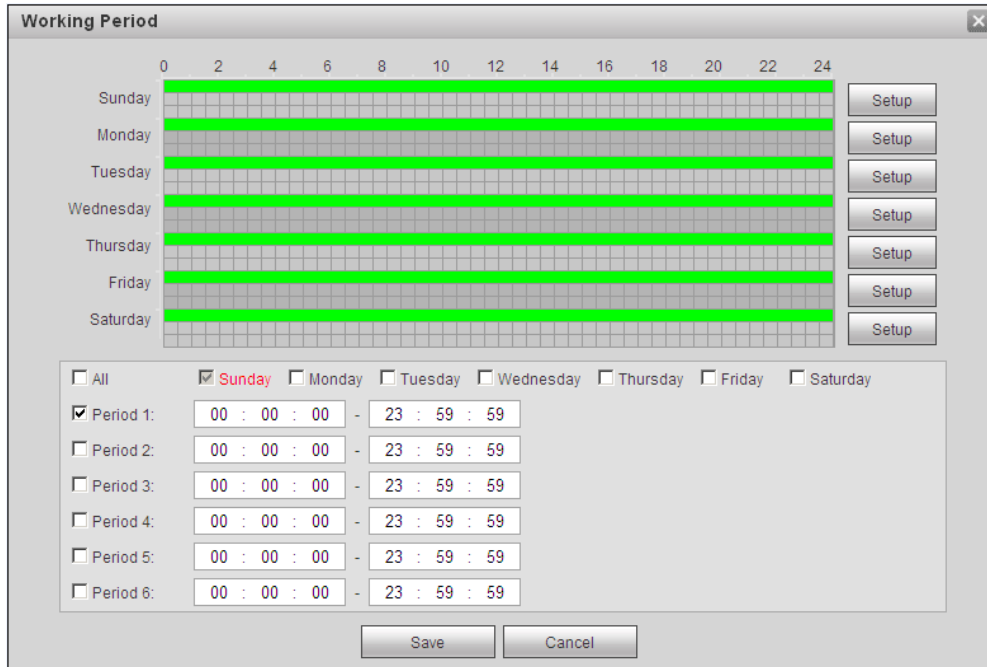 Working Period
0 2 4 6 8 10 12 14 16 18 20 22 24
Sunday Setup
Monday Setup
Tuesday Setup
Wednesday Setup
Thursday Setup
Friday Setup
Saturday Setup
All Sunday Monday Tuesday Wednesday Thursday Friday Saturday
Period 1: 00 : 00 : 00 - 23 : 59 : 59
Period 2: 00 : 00 : 00 - 23 : 59 : 59
Period 3: 00 : 00 : 00 - 23 : 59 : 59
Period 4: 00 : 00 : 00 - 23 : 59 : 59
Period 5: 00 : 00 : 00 - 23 : 59 : 59
Period 6: 00 : 00 : 00 - 23 : 59 : 59
Save Cancel